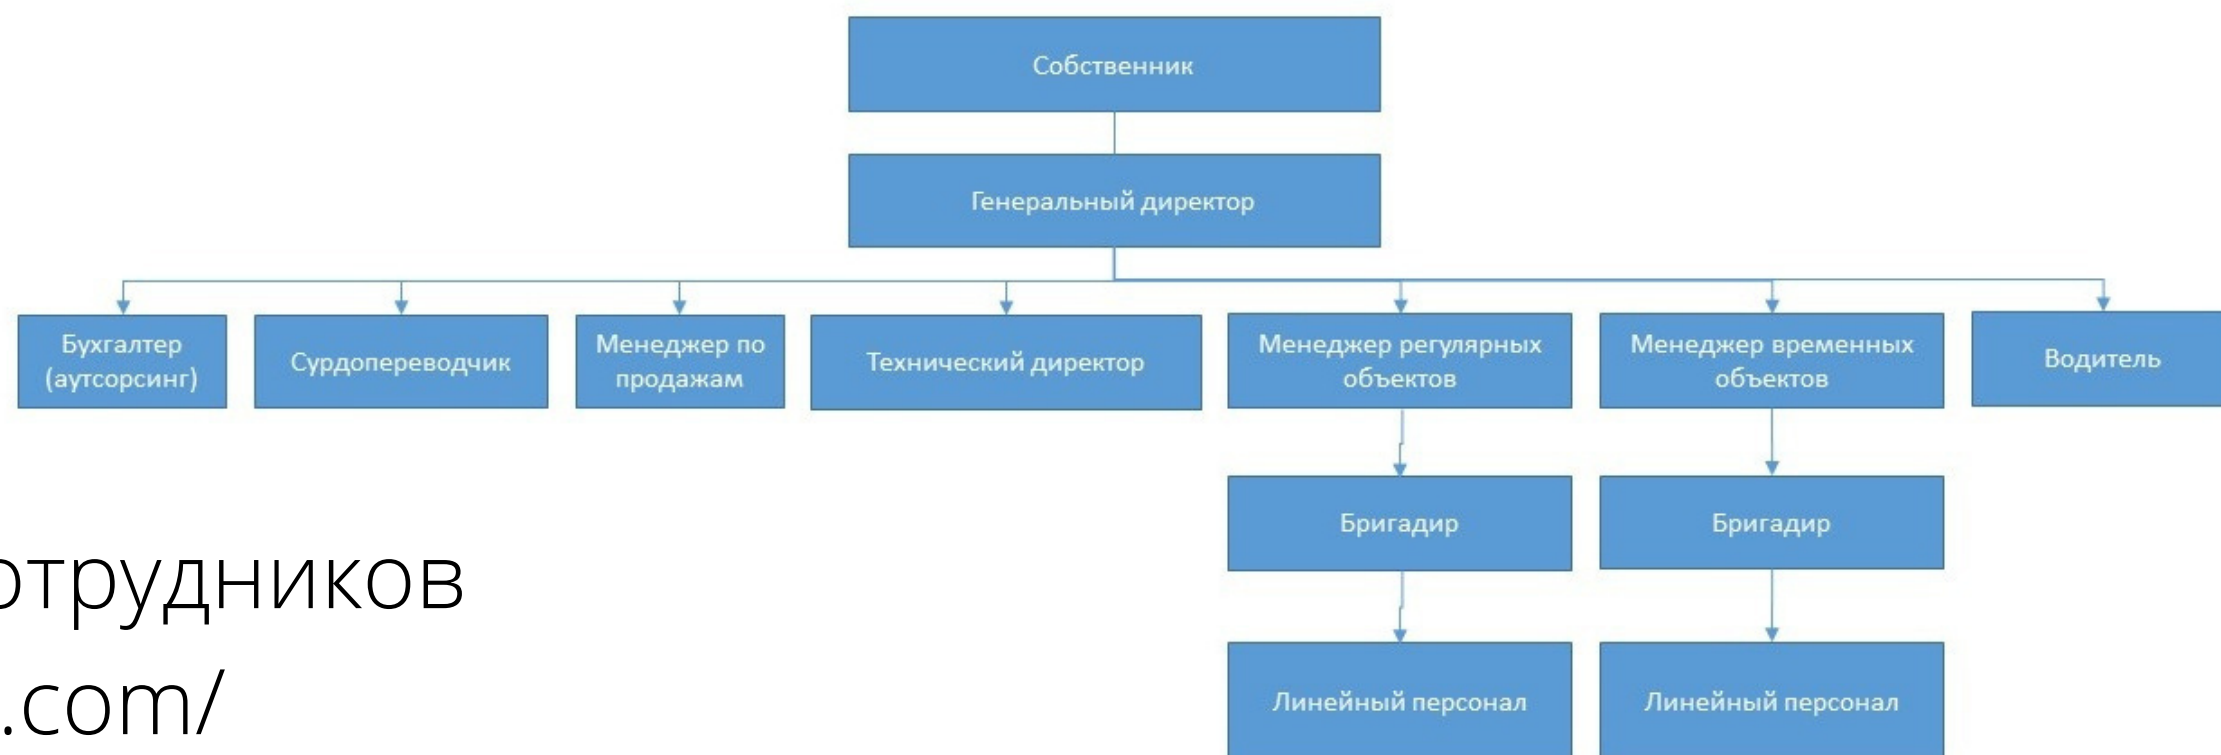 Собственник
Генеральный директор
Бухгалтер
(аутсорсинг)
Сурдопереводчик
Менеджер по
продажам
Технический директор
Менеджер регулярных
объектов
Менеджер временных
объектов
Водитель
Бригадир
Бригадир
Линейный персонал
Линейный персонал
отрудников
.com/